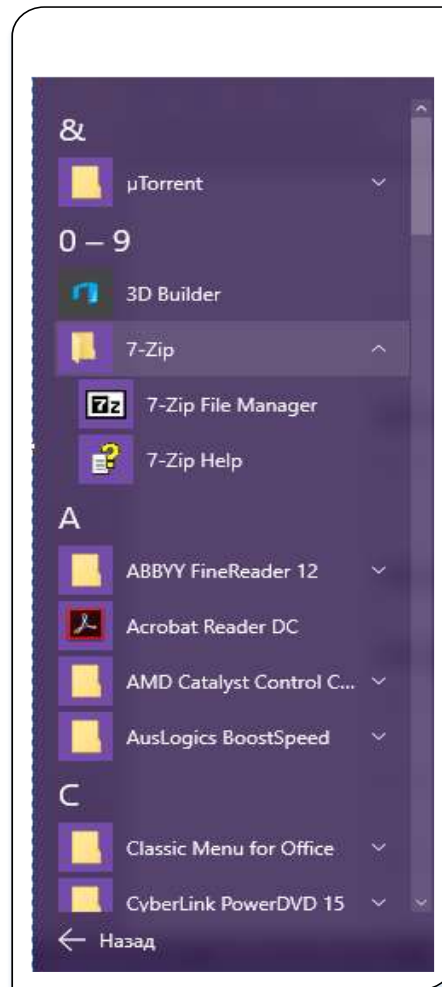 &
µTorrent
0 – 9
3D Builder
7-Zip
7-Zip File Manager
7-Zip Help
A
ABBYY FineReader 12
Acrobat Reader DC
AMD Catalyst Control C...
AusLogics BoostSpeed
C
Classic Menu for Office
CyberLink PowerDVD 15
Назад